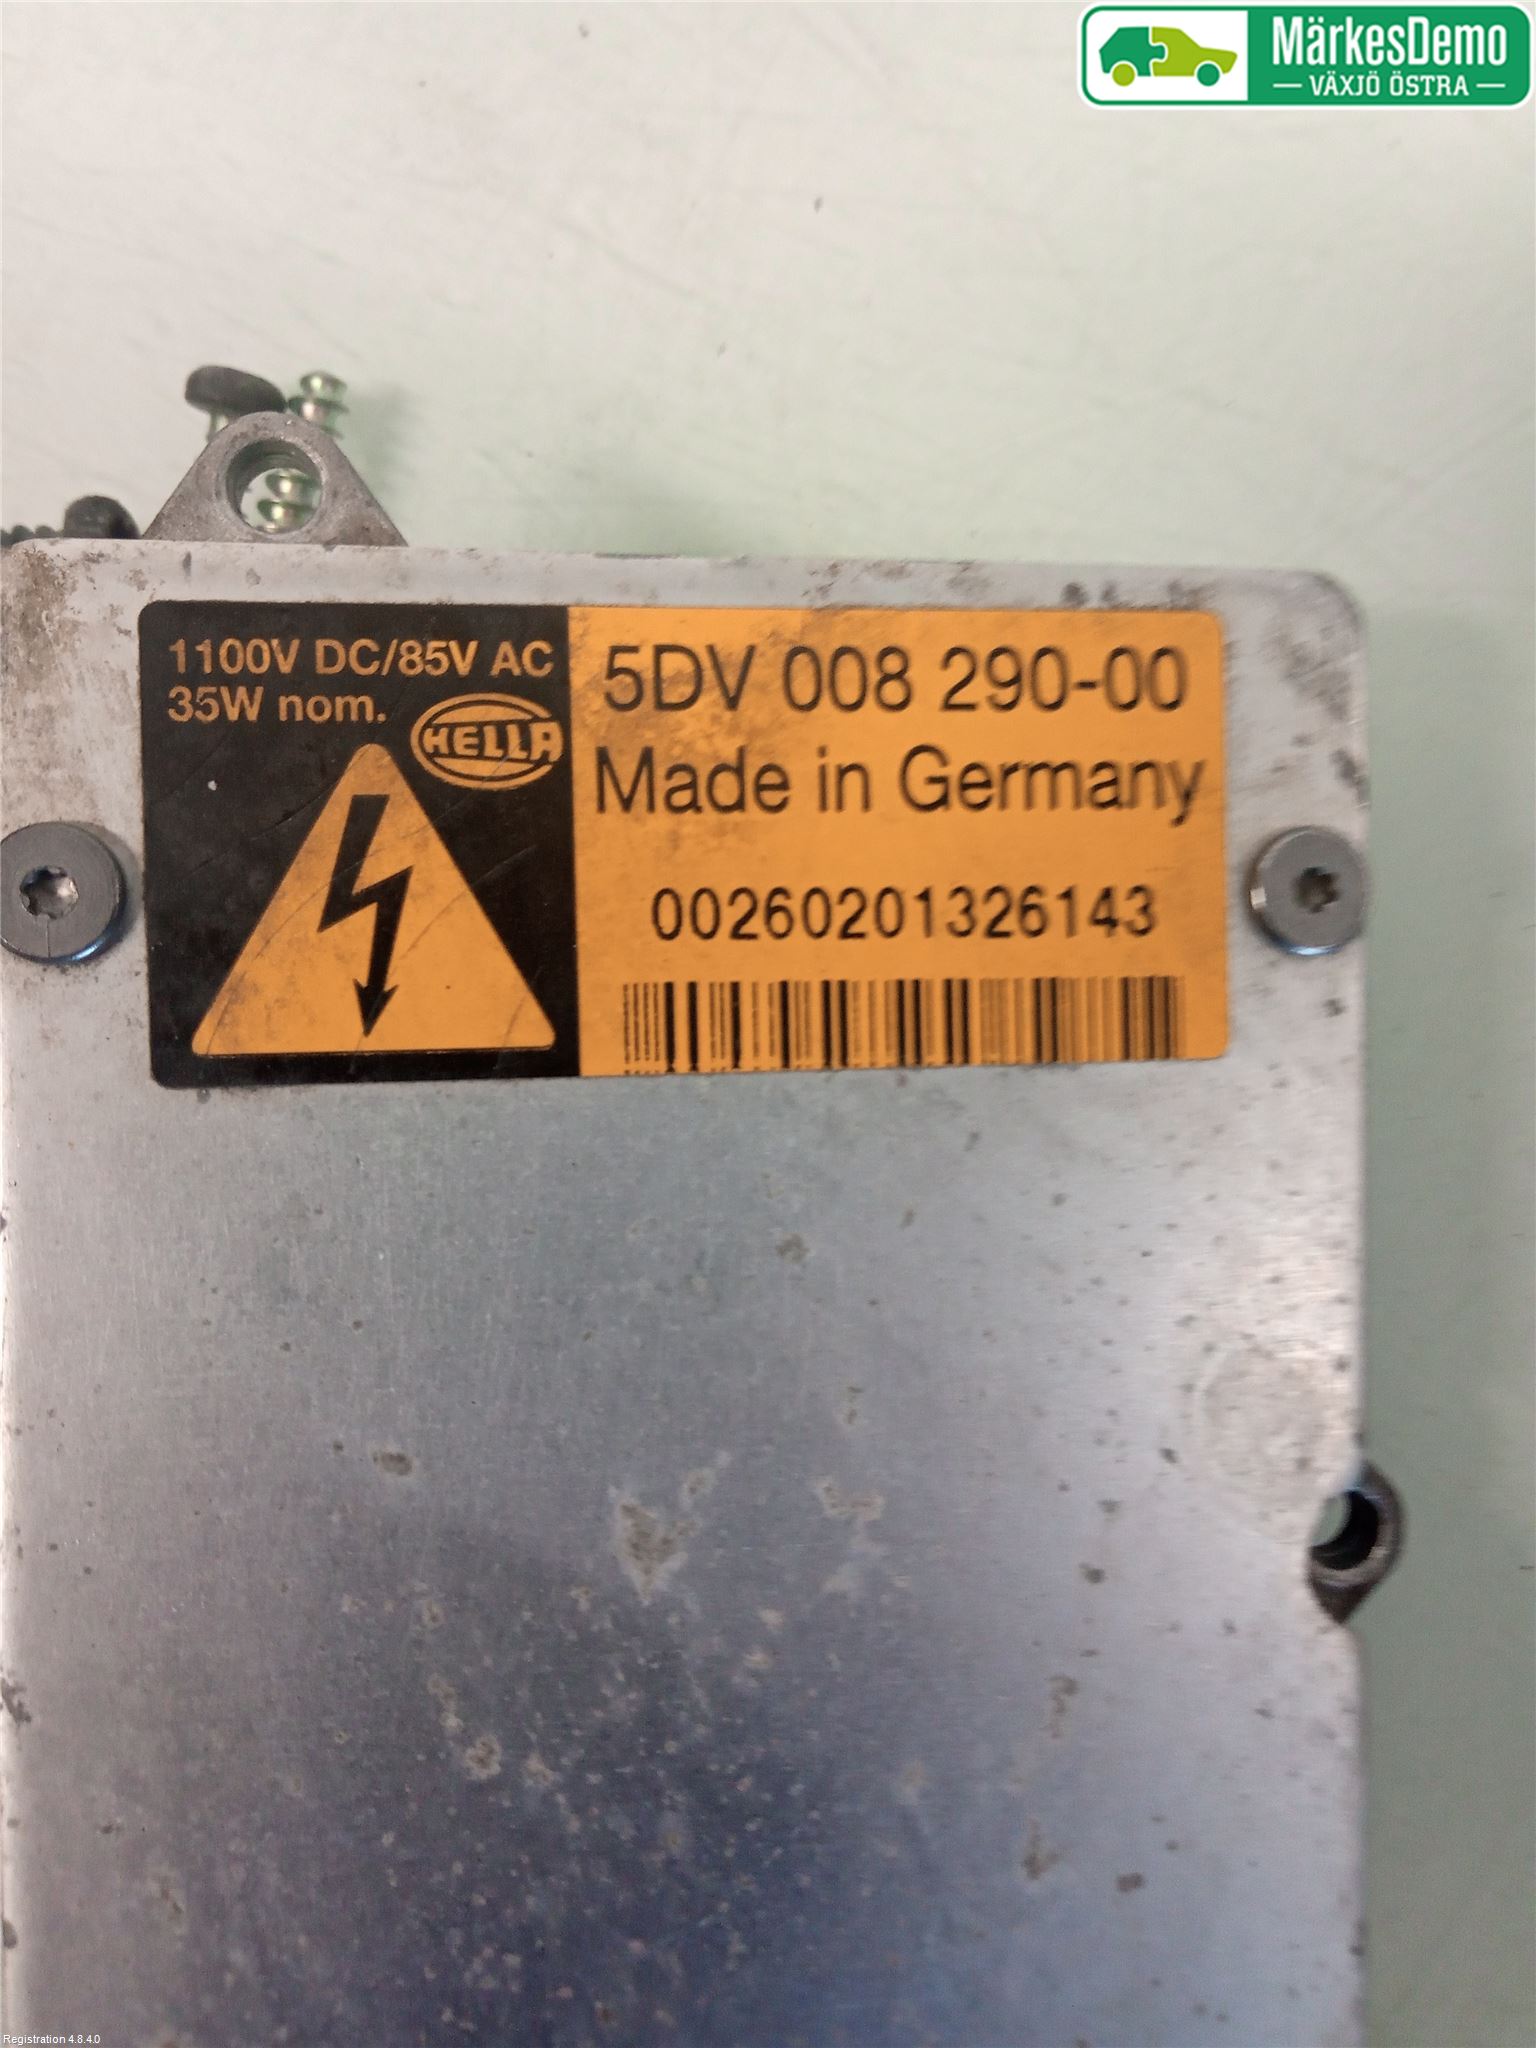 MärkesDemo
VÄXJÖ ÖSTRA
1100V DC/85V AC
35W nom.
HELLA
5DV 008 290-00
Made in Germany
00260201326143
Registration 4.8.4.0